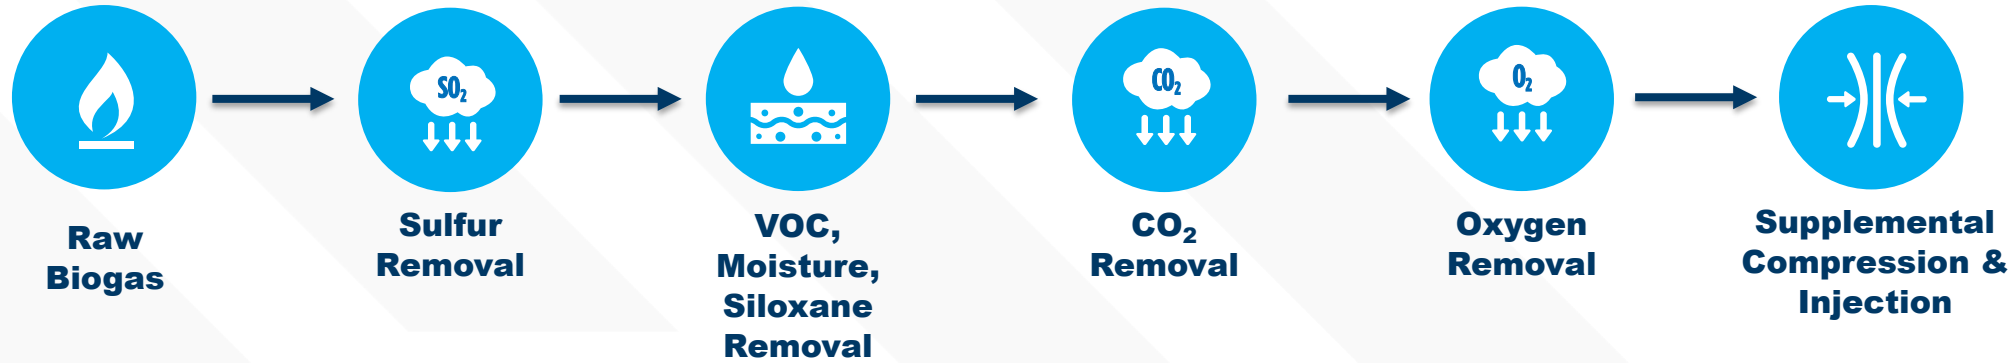 SO₂
CO₂
O₂
Raw
Biogas
Sulfur
Removal
VOC,
Moisture,
Siloxane
Removal
CO₂
Removal
Oxygen
Removal
Supplemental
Compression &
Injection